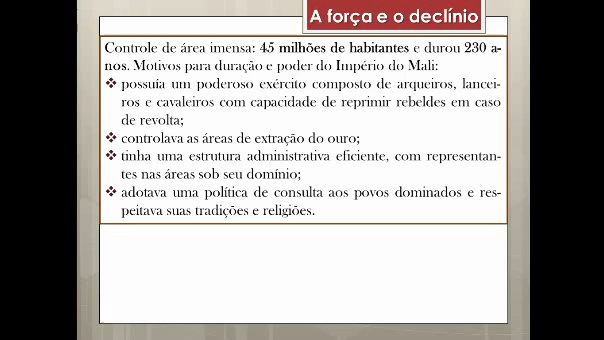 A força e o declínio
Controle de área imensa: 45 milhões de habitantes e durou 230 a-
nos. Motivos para duração e poder do Império do Mali:
❖ possuía um poderoso exército composto de arqueiros, lancei-
ros e cavaleiros com capacidade de reprimir rebeldes em caso
de revolta;
❖ controlava as áreas de extração do ouro;
❖ tinha uma estrutura administrativa eficiente, com representan-
tes nas áreas sob seu domínio;
❖ adotava uma política de consulta aos povos dominados e res-
peitava suas tradições e religiões.